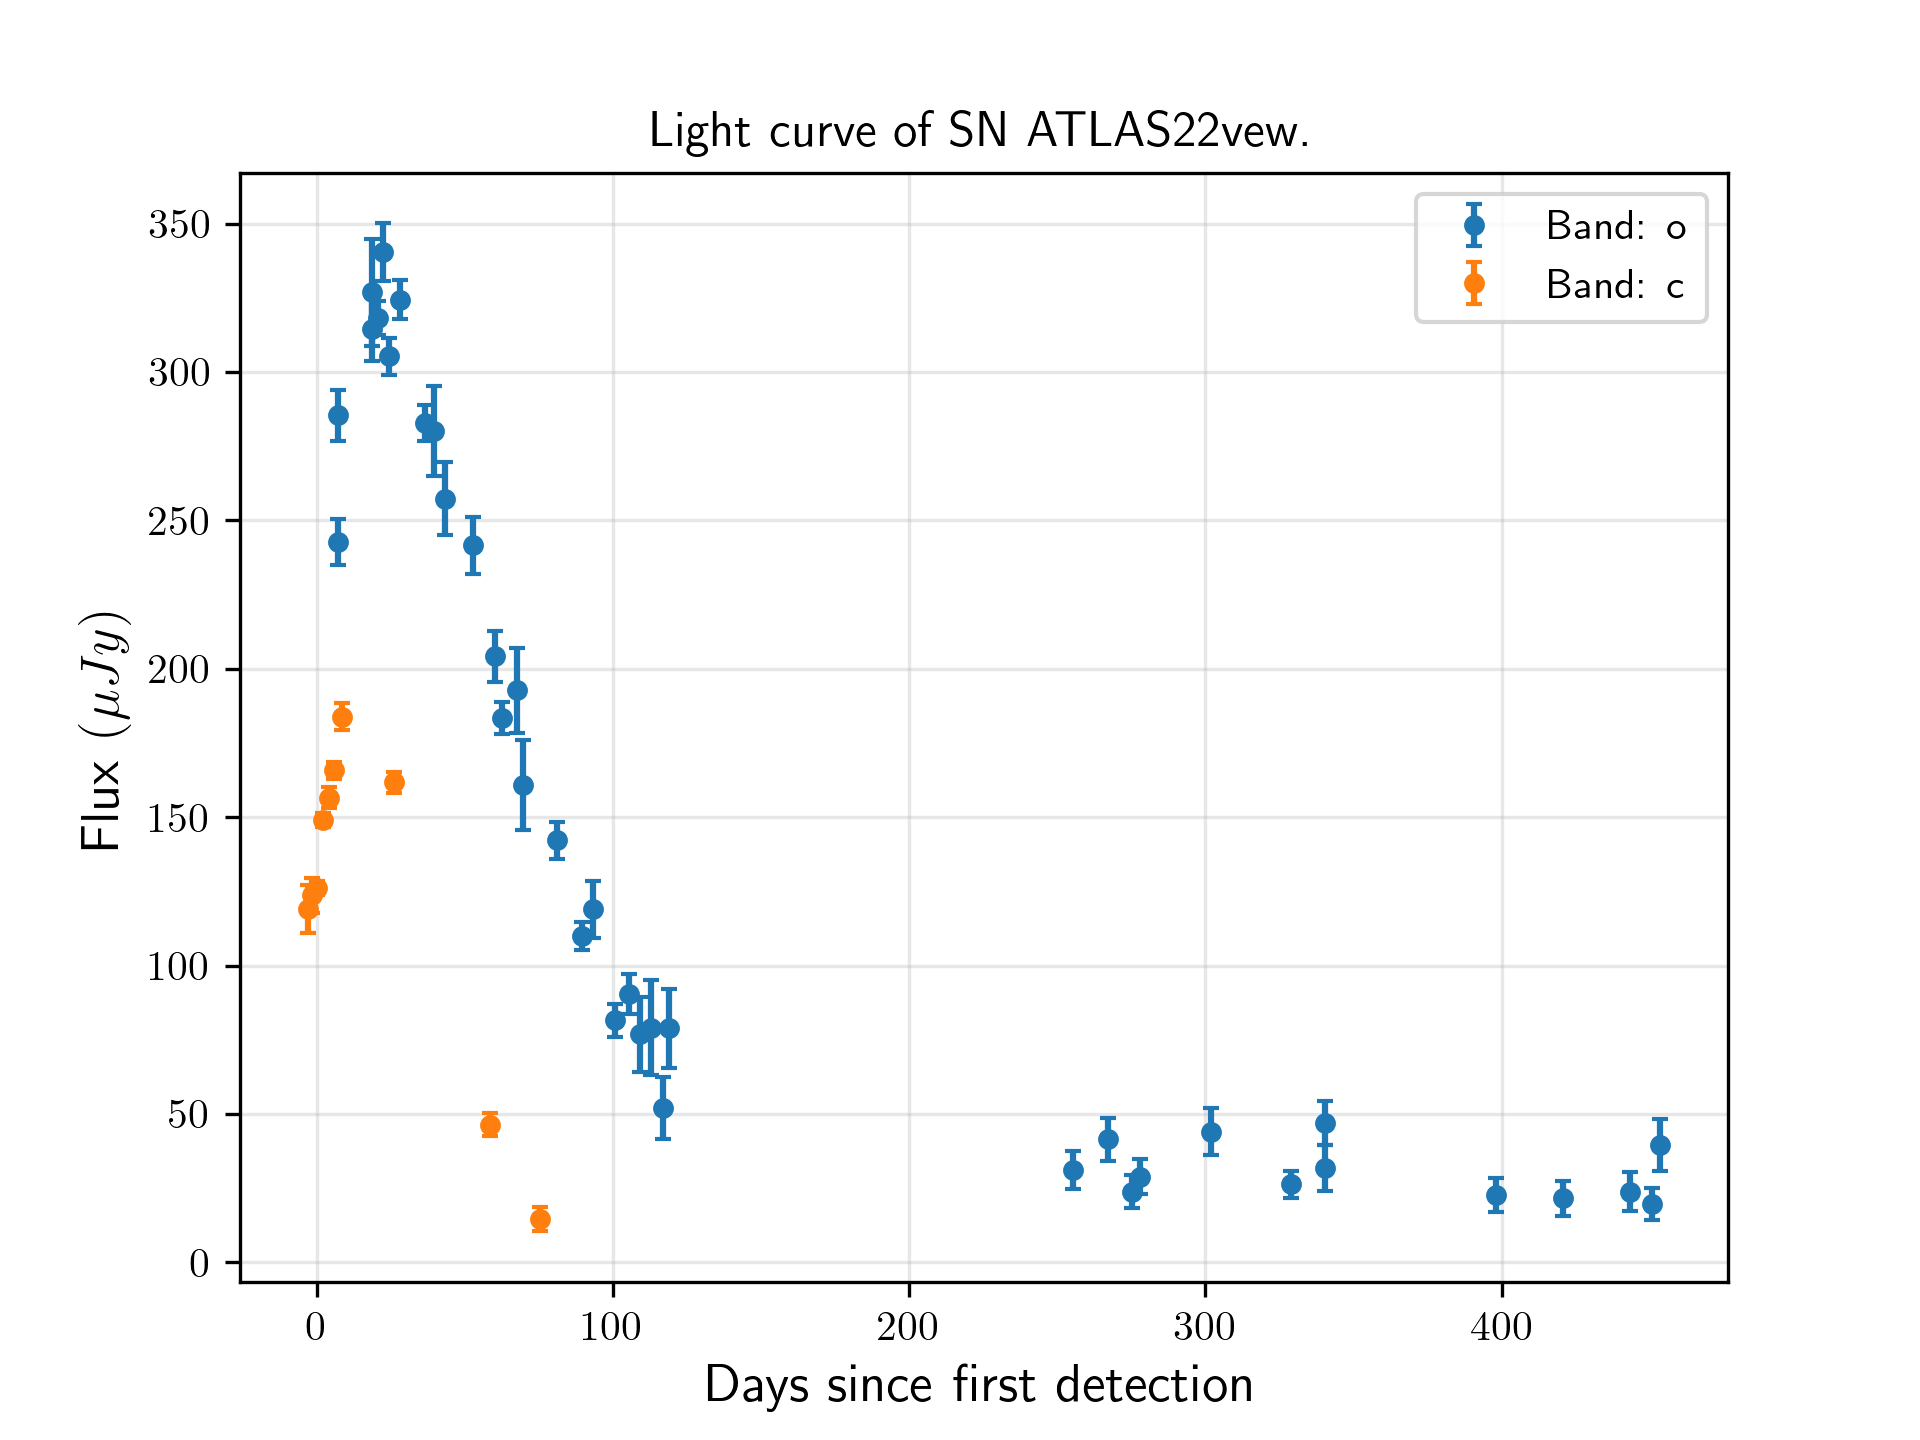 Light curve of SN ATLAS22vew.
Band: o
Band: c
350
300
250
200
150
100
50
0
Flux (μJy)
0 100 200 300 400
Days since first detection